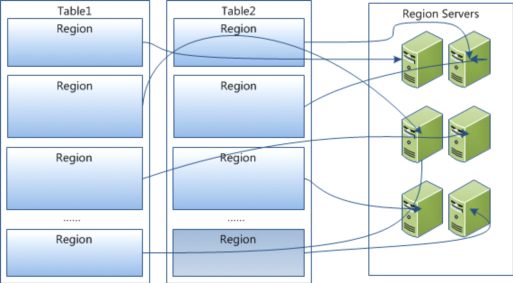 Table1
Region
Region
Region
......
Region
Table2
Region
Region
Region
......
Region
Region Servers